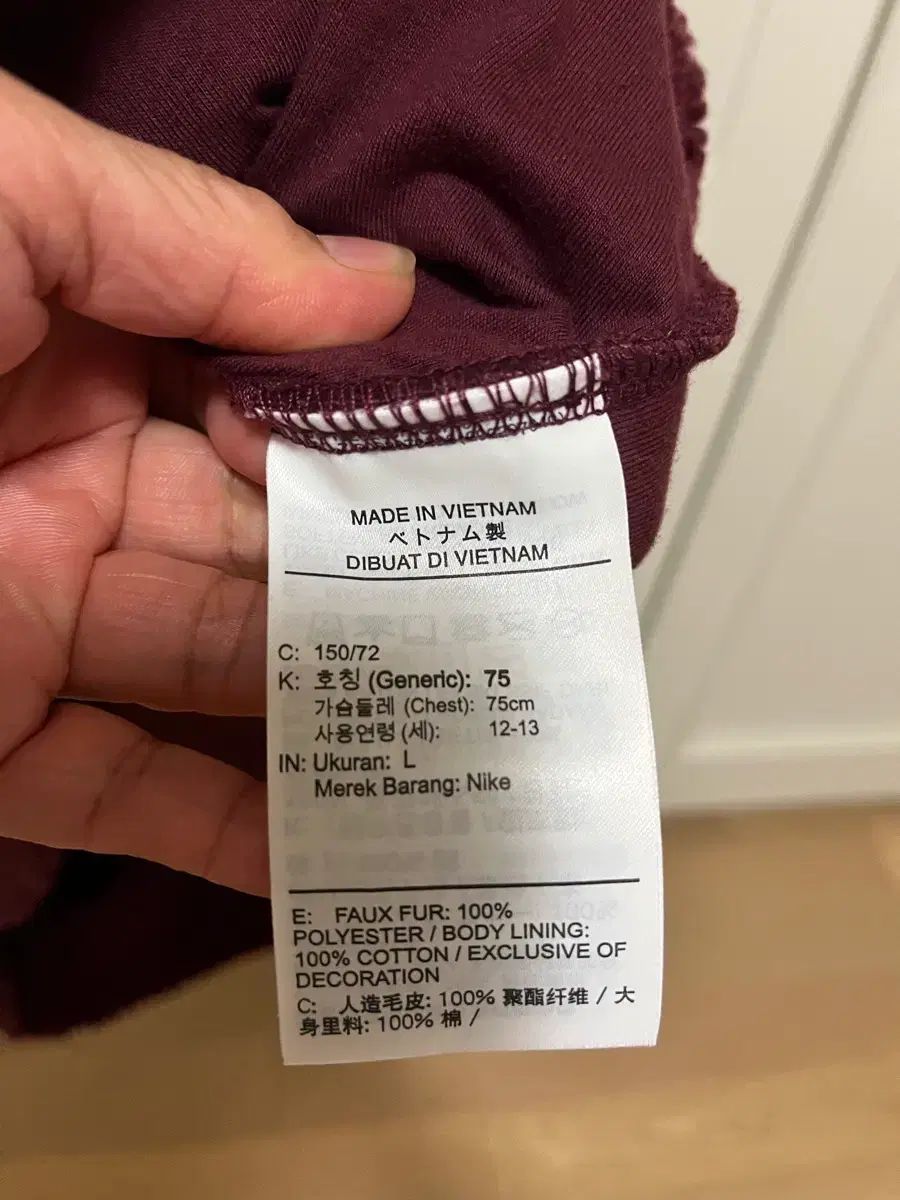 MADE IN VIETNAM
ベトナム製
DIBUAT DI VIETNAM
C: 150/72
K: 호칭 (Generic): 75
가슴둘레 (Chest): 75cm
사용연령 (세): 12-13
IN: Ukuran: L
Merek Barang: Nike
E: FAUX FUR: 100%
POLYESTER / BODY LINING:
100% COTTON / EXCLUSIVE OF
DECORATION
C: 人造毛皮: 100% 聚酯纤维 / 大
身里料: 100% 棉 /